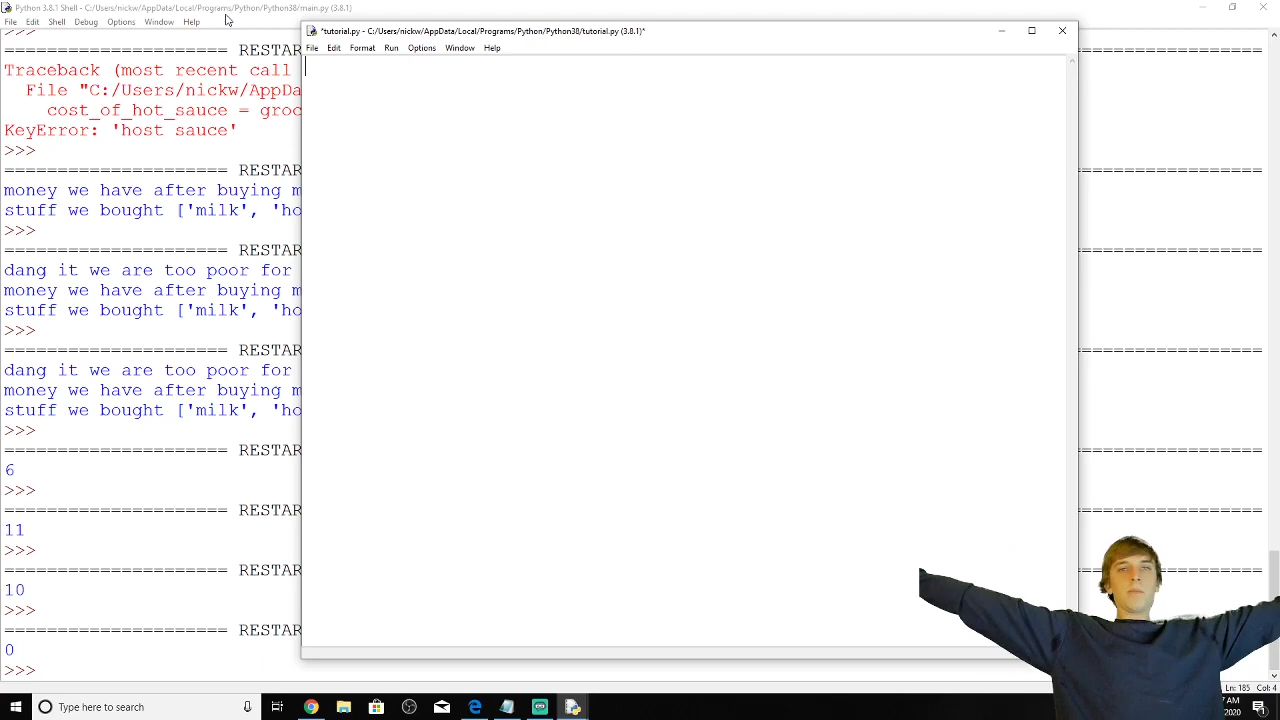 Python 3.8.1 Shell - C:/Users/nickw/AppData/Local/Programs/Python/Python38/main.py (3.8.1)
File Edit Shell Debug Options Window Help
*tutorial.py - C:/Users/nickw/AppData/Local/Programs/Python/Python38/tutorial.py (3.8.1)*
File Edit Format Run Options Window Help
>>>
===================== RESTAR
Traceback (most recent call
File "C:/Users/nickw/AppDa
cost_of_hot_sauce = groc
KeyError: 'host sauce'
>>>
===================== RESTAR
money we have after buying m
stuff we bought ['milk', 'ho
>>>
===================== RESTAR
dang it we are too poor for
money we have after buying m
stuff we bought ['milk', 'ho
>>>
===================== RESTAR
dang it we are too poor for
money we have after buying m
stuff we bought ['milk', 'ho
>>>
===================== RESTAR
6
>>>
===================== RESTAR
11
>>>
===================== RESTAR
10
>>>
===================== RESTAR
0
>>>
Ln: 185 Col: 4
Type here to search
7 AM
2020